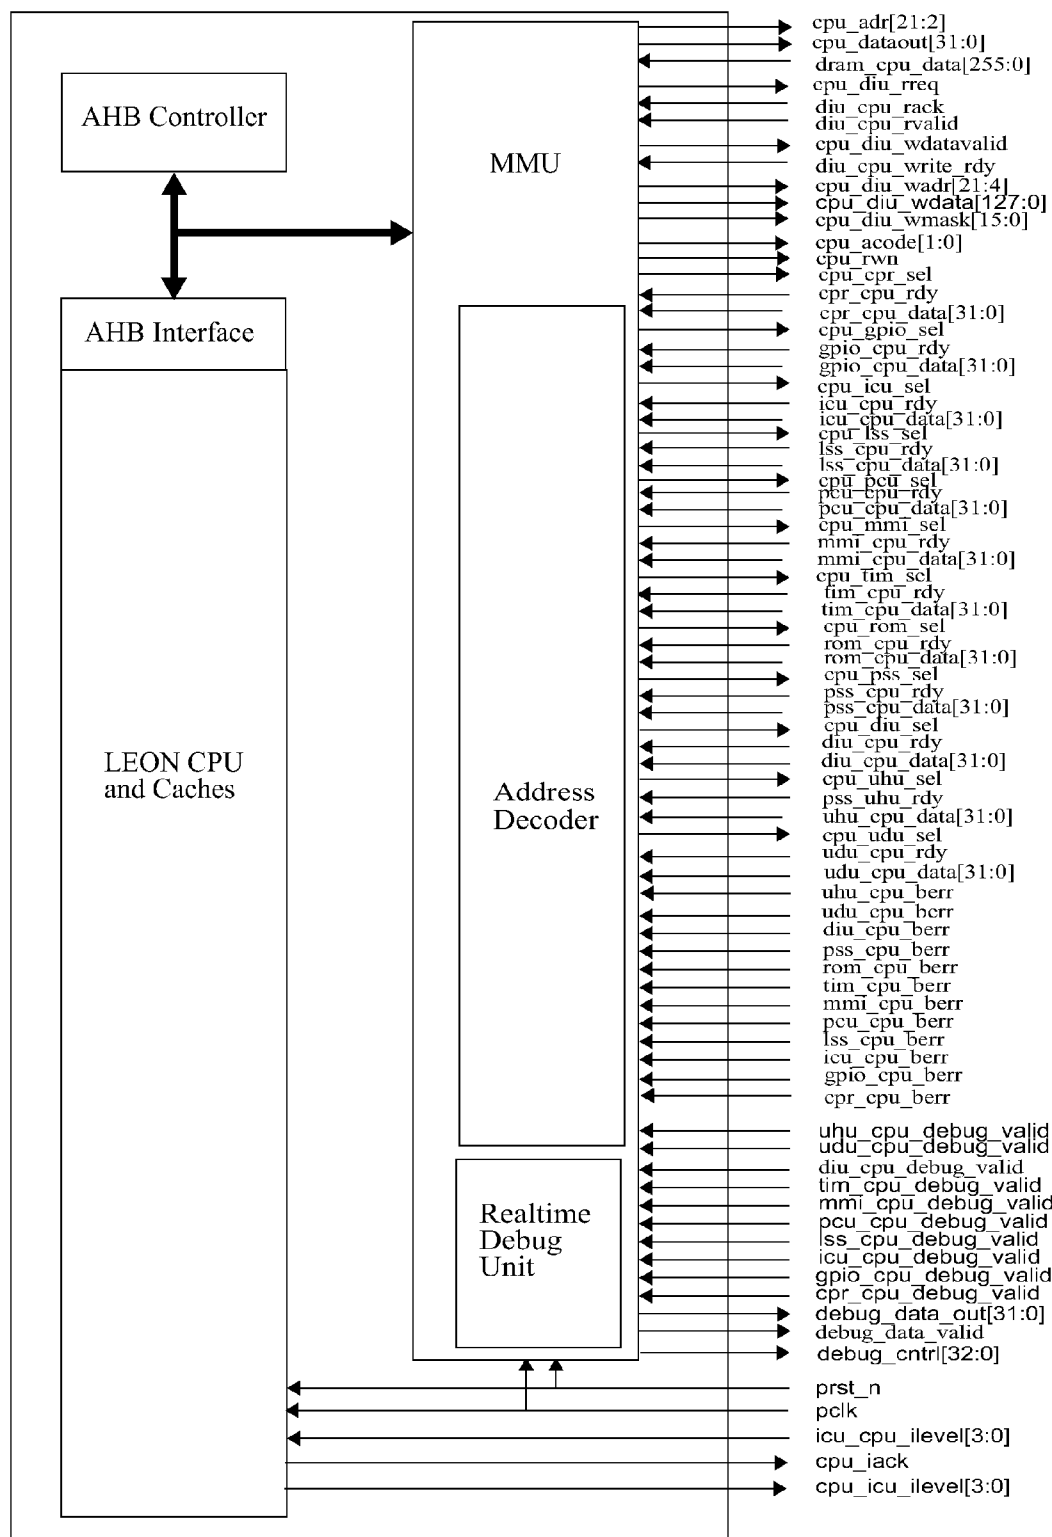 AHB Controller
AHB Interface
LEON CPU
and Caches
MMU
Address
Decoder
Realtime
Debug
Unit
cpu_adr[21:2]
cpu_dataout[31:0]
dram_cpu_data[255:0]
cpu_diu_rreq
diu_cpu_rack
diu_cpu_rvalid
cpu_diu_wdatavalid
diu_cpu_write_rdy
cpu_diu_wadr[21:4]
cpu_diu_wdata[127:0]
cpu_diu_wmask[15:0]
cpu_acode[1:0]
cpu_rwn
cpu_cpr_sel
cpr_cpu_rdy
cpr_cpu_data[31:0]
cpu_gpio_sel
gpio_cpu_rdy
gpio_cpu_data[31:0]
cpu_icu_sel
icu_cpu_rdy
icu_cpu_data[31:0]
cpu_lss_sel
lss_cpu_rdy
lss_cpu_data[31:0]
cpu_pcu_sel
pcu_cpu_rdy
pcu_cpu_data[31:0]
cpu_mmi_sel
mmi_cpu_rdy
mmi_cpu_data[31:0]
cpu_tim_sel
tim_cpu_rdy
tim_cpu_data[31:0]
cpu_rom_sel
rom_cpu_rdy
rom_cpu_data[31:0]
cpu_pss_sel
pss_cpu_rdy
pss_cpu_data[31:0]
cpu_diu_sel
diu_cpu_rdy
diu_cpu_data[31:0]
cpu_uhu_sel
pss_uhu_rdy
uhu_cpu_data[31:0]
cpu_udu_sel
udu_cpu_rdy
udu_cpu_data[31:0]
uhu_cpu_berr
udu_cpu_berr
diu_cpu_berr
pss_cpu_berr
rom_cpu_berr
tim_cpu_berr
mmi_cpu_berr
pcu_cpu_berr
lss_cpu_berr
icu_cpu_berr
gpio_cpu_berr
cpr_cpu_berr
uhu_cpu_debug_valid
udu_cpu_debug_valid
diu_cpu_debug_valid
tim_cpu_debug_valid
mmi_cpu_debug_valid
pcu_cpu_debug_valid
lss_cpu_debug_valid
icu_cpu_debug_valid
gpio_cpu_debug_valid
cpr_cpu_debug_valid
debug_data_out[31:0]
debug_data_valid
debug_cntrl[32:0]
prst_n
pclk
icu_cpu_ilevel[3:0]
cpu_iack
cpu_icu_ilevel[3:0]